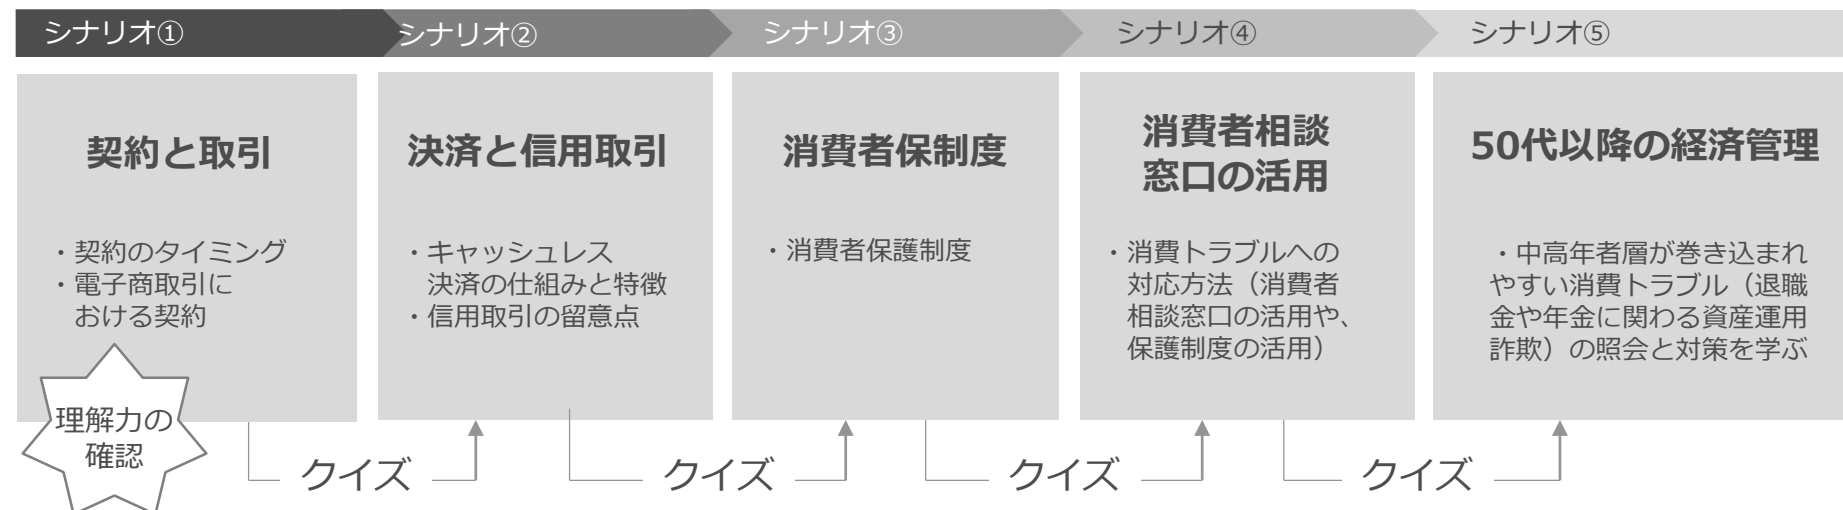 シナリオ①
シナリオ②
シナリオ③
シナリオ④
シナリオ⑤
契約と取引
・契約のタイミング
・電子商取引に
おける契約
決済と信用取引
・キャッシュレス
決済の仕組みと特徴
・信用取引の留意点
消費者保制度
・消費者保護制度
消費者相談
窓口の活用
・消費トラブルへの
対応方法（消費者
相談窓口の活用や、
保護制度の活用）
50代以降の経済管理
・中高年者層が巻き込まれ
やすい消費トラブル（退職
金や年金に関わる資産運用
詐欺）の照会と対策を学ぶ
理解力の
確認
クイズ
クイズ
クイズ
クイズ